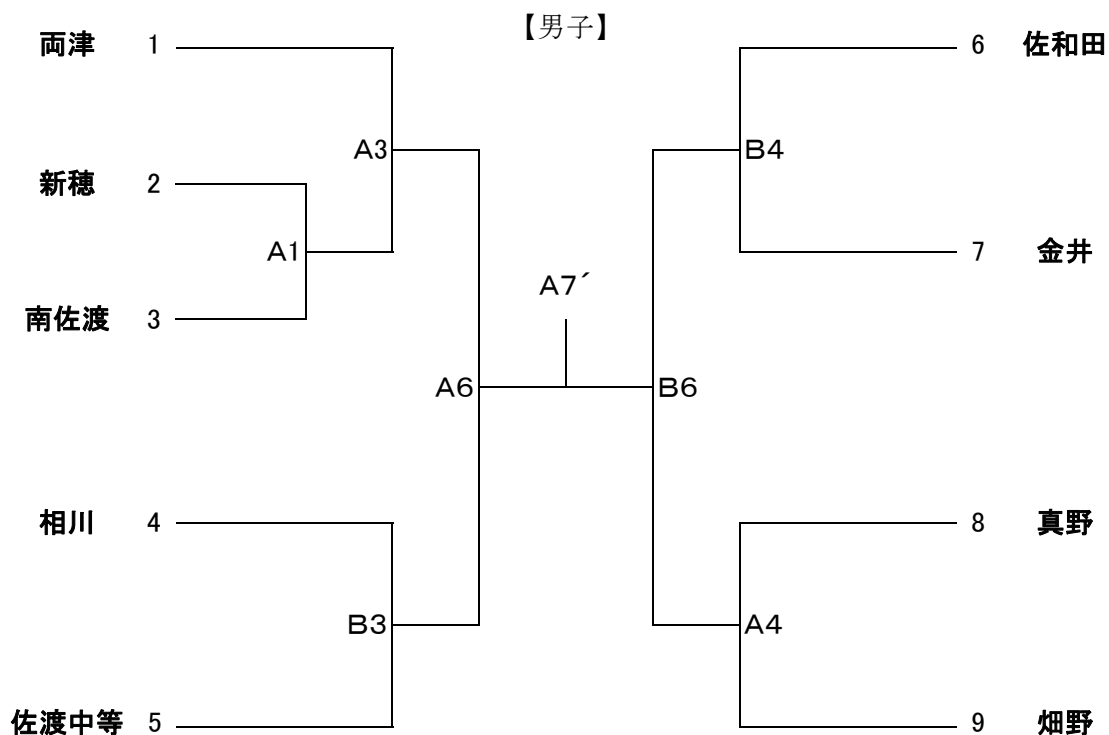 【男子】
両津 1
6 佐和田
A3
B4
新穂 2
A1
7 金井
南佐渡 3
A7´
A6
B6
相川 4
8 真野
B3
A4
佐渡中等 5
9 畑野